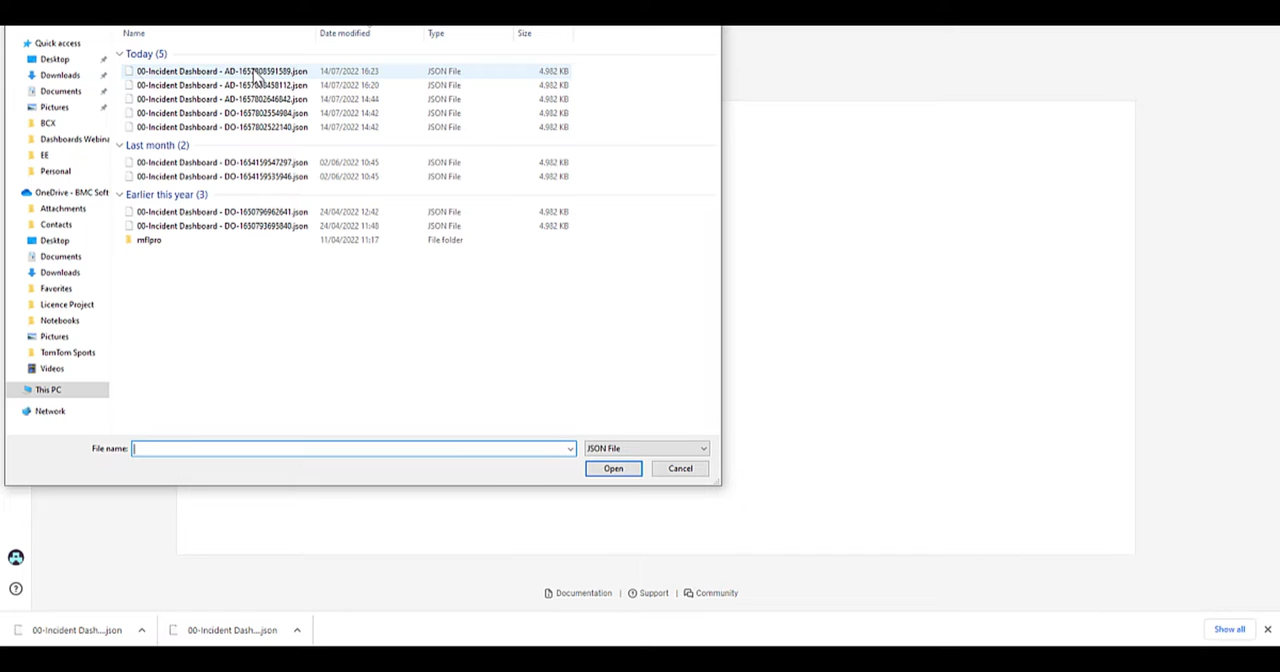 Name Date modified Type Size
Quick access
Desktop
Downloads
Documents
Pictures
BCX
Dashboards Webina
EE
Personal
OneDrive - BMC Soft
Attachments
Contacts
Desktop
Documents
Downloads
Favorites
Licence Project
Notebooks
Pictures
TomTom Sports
Videos
This PC
Network
Today (5)
00-Incident Dashboard - AD-1657808591589.json 14/07/2022 16:23 JSON File 4,982 KB
00-Incident Dashboard - 14/07/2022 16:20 JSON File 4,982 KB
00-Incident Dashboard - AD-1657802646842.json 14/07/2022 14:44 JSON File 4,982 KB
00-Incident Dashboard - DO-1657802554984.json 14/07/2022 14:42 JSON File 4,982 KB
00-Incident Dashboard - DO-1657802522140.json 14/07/2022 14:42 JSON File 4,982 KB
Last month (2)
00-Incident Dashboard - DO-1654159547297.json 02/06/2022 10:45 JSON File 4,982 KB
00-Incident Dashboard - DO-1654159535946.json 02/06/2022 10:45 JSON File 4,982 KB
Earlier this year (3)
00-Incident Dashboard - DO-1650796962641.json 24/04/2022 12:42 JSON File 4,982 KB
00-Incident Dashboard - DO-1650793695840.json 24/04/2022 11:48 JSON File 4,982 KB
mflpro 11/04/2022 11:17 File folder
File name: JSON File
Open Cancel
Documentation | Support | Community
00-Incident Dash....json 00-Incident Dash....json Show all